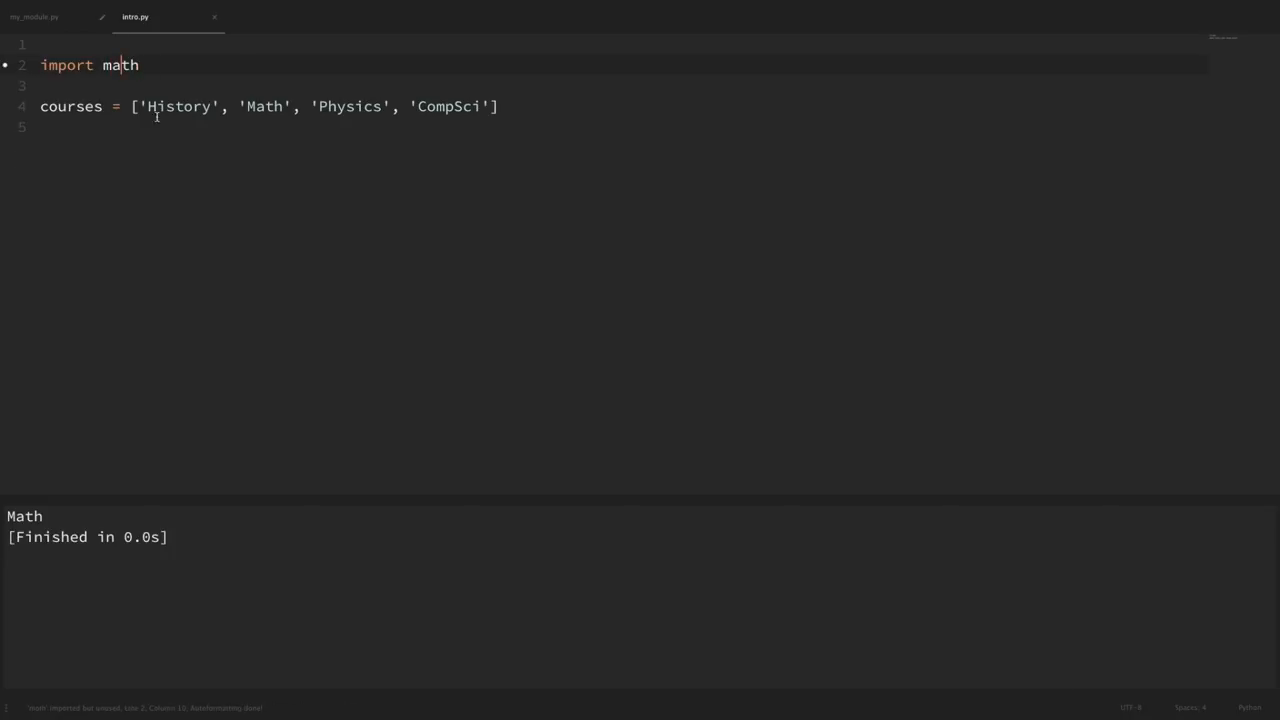 my_module.py
intro.py ×
1
2 import math
3
4 courses = ['History', 'Math', 'Physics', 'CompSci']
5
Math
[Finished in 0.0s]
'math' imported but unused, Line 2, Column 10, Autoformatting done!
UTF-8 Spaces: 4 Python